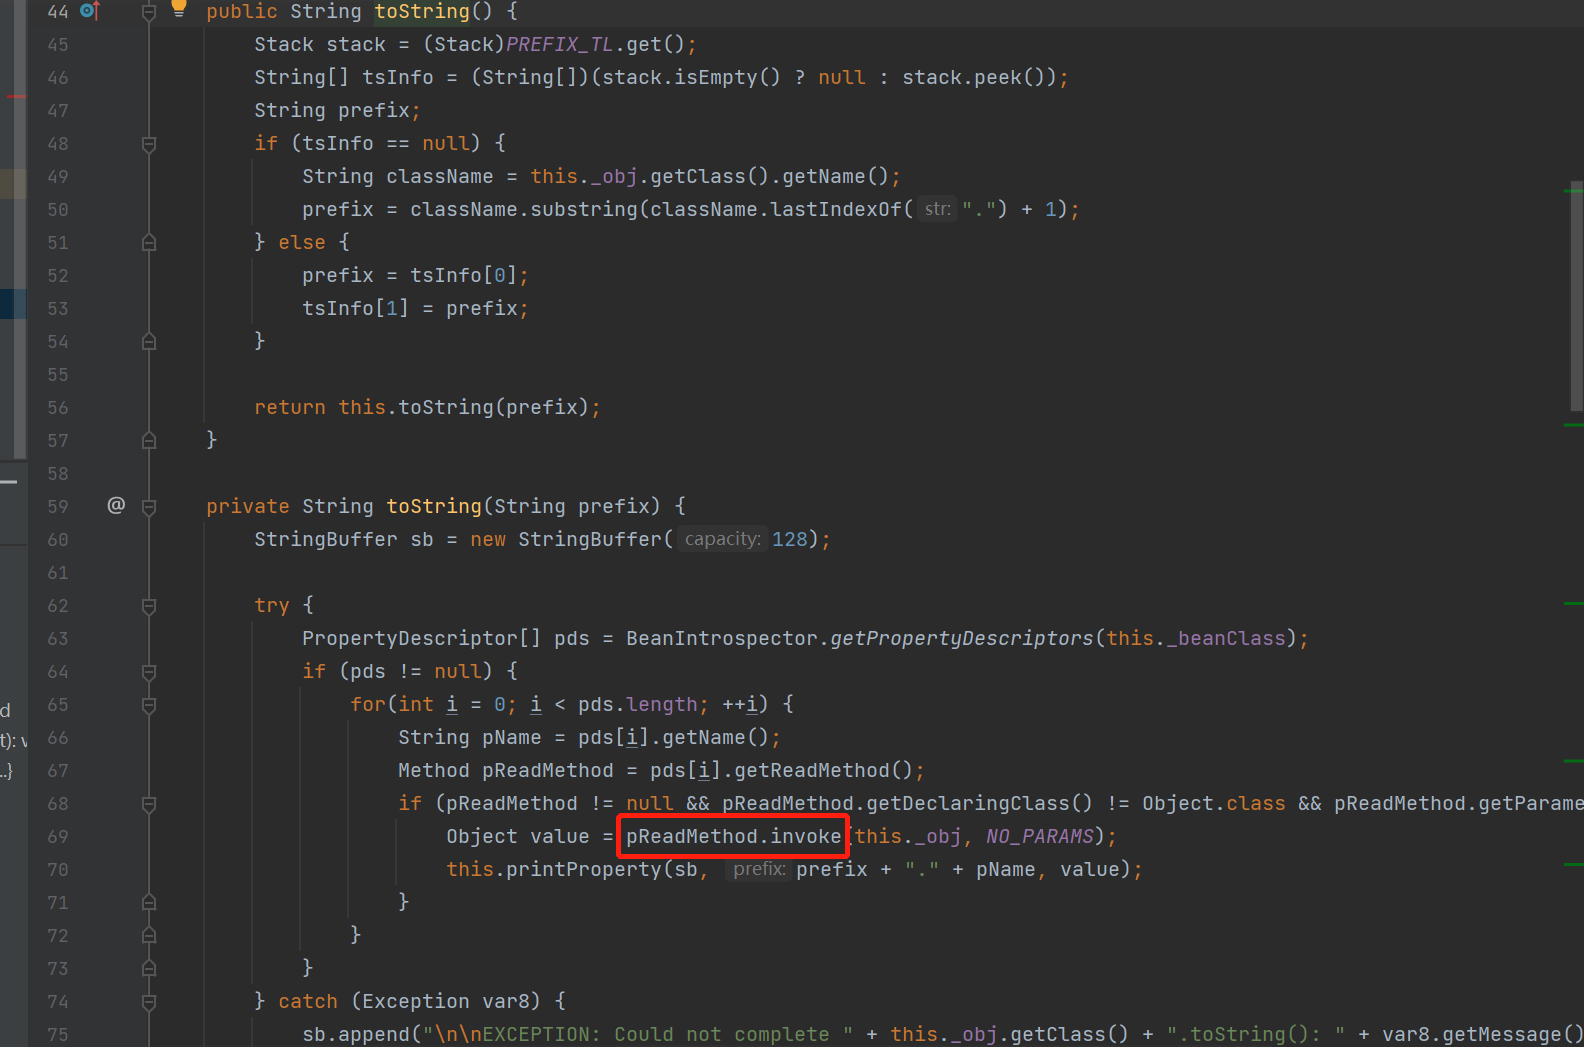 44 public String toString() {
45 Stack stack = (Stack)PREFIX_TL.get();
46 String[] tsInfo = (String[])(stack.isEmpty() ? null : stack.peek());
47 String prefix;
48 if (tsInfo == null) {
49 String className = this._obj.getClass().getName();
50 prefix = className.substring(className.lastIndexOf( str: ".") + 1);
51 } else {
52 prefix = tsInfo[0];
53 tsInfo[1] = prefix;
54 }
55
56 return this.toString(prefix);
57 }
58
59 @ private String toString(String prefix) {
60 StringBuffer sb = new StringBuffer( capacity: 128);
61
62 try {
63 PropertyDescriptor[] pds = BeanIntrospector.getPropertyDescriptors(this._beanClass);
64 if (pds != null) {
65 for(int i = 0; i < pds.length; ++i) {
d
66 String pName = pds[i].getName();
t): v
67 Method pReadMethod = pds[i].getReadMethod();
..}
68 if (pReadMethod != null && pReadMethod.getDeclaringClass() != Object.class && pReadMethod.getParame
69 Object value = pReadMethod.invoke(this._obj, NO_PARAMS);
70 this.printProperty(sb, prefix: prefix + "." + pName, value);
71 }
72 }
73 }
74 } catch (Exception var8) {
75 sb.append("\n\nEXCEPTION: Could not complete " + this._obj.getClass() + ".toString(): " + var8.getMessage()